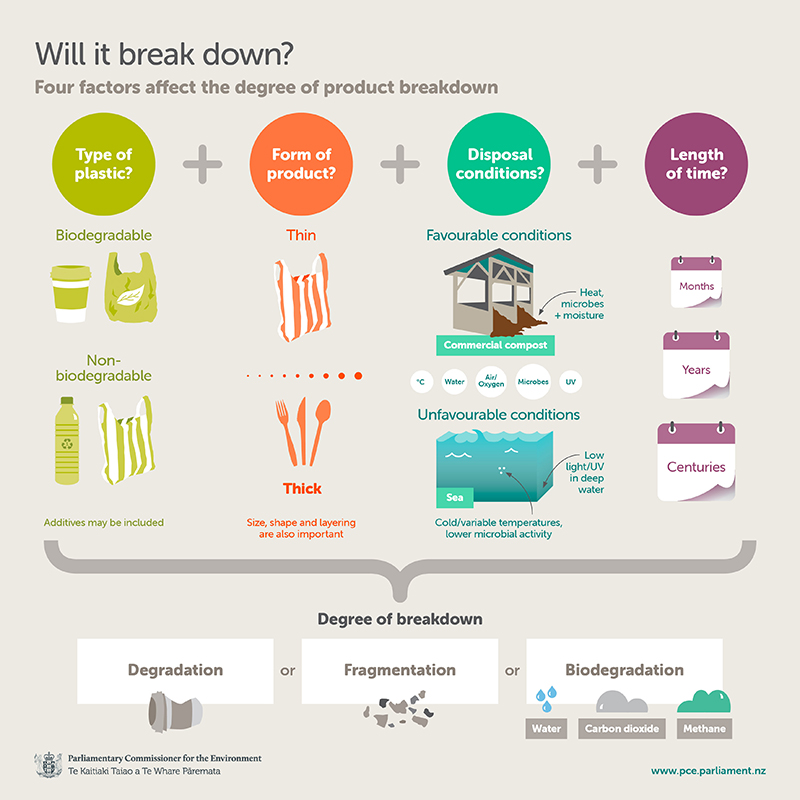 Will it break down?
Four factors affect the degree of product breakdown
Type of
plastic?
Form of
product?
Disposal
conditions?
Length
of time?
Biodegradable
Non-
biodegradable
Additives may be included
Thin
Thick
Size, shape and layering
are also important
Favourable conditions
Heat,
microbes
+ moisture
Commercial compost
°C
Water
Air/
Oxygen
Microbes
UV
Unfavourable conditions
Low
light/UV
in deep
water
Sea
Cold/variable temperatures,
lower microbial activity
Months
Years
Centuries
Degree of breakdown
Degradation
or
Fragmentation
or
Biodegradation
Water
Carbon dioxide
Methane
Parliamentary Commissioner for the Environment
Te Kaitiaki Taiao a Te Whare Pāremata
www.pce.parliament.nz